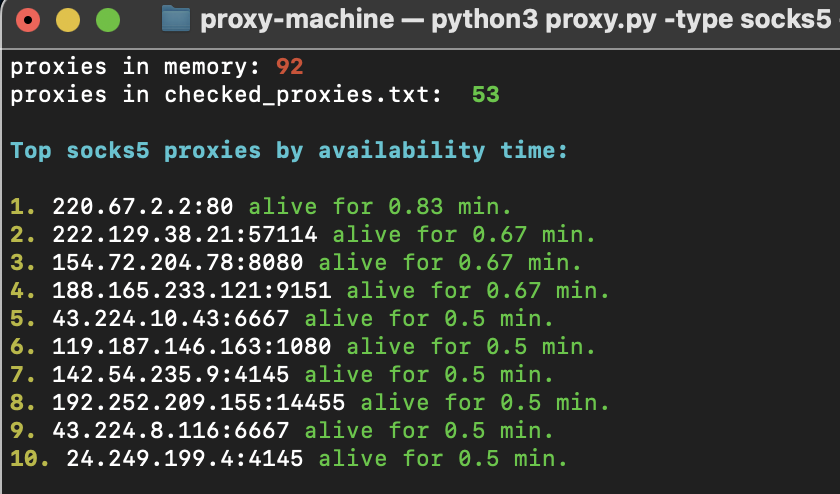 proxy-machine — python3 proxy.py -type socks5
proxies in memory: 92
proxies in checked_proxies.txt: 53
Top socks5 proxies by availability time:
1. 220.67.2.2:80 alive for 0.83 min.
2. 222.129.38.21:57114 alive for 0.67 min.
3. 154.72.204.78:8080 alive for 0.67 min.
4. 188.165.233.121:9151 alive for 0.67 min.
5. 43.224.10.43:6667 alive for 0.5 min.
6. 119.187.146.163:1080 alive for 0.5 min.
7. 142.54.235.9:4145 alive for 0.5 min.
8. 192.252.209.155:14455 alive for 0.5 min.
9. 43.224.8.116:6667 alive for 0.5 min.
10. 24.249.199.4:4145 alive for 0.5 min.